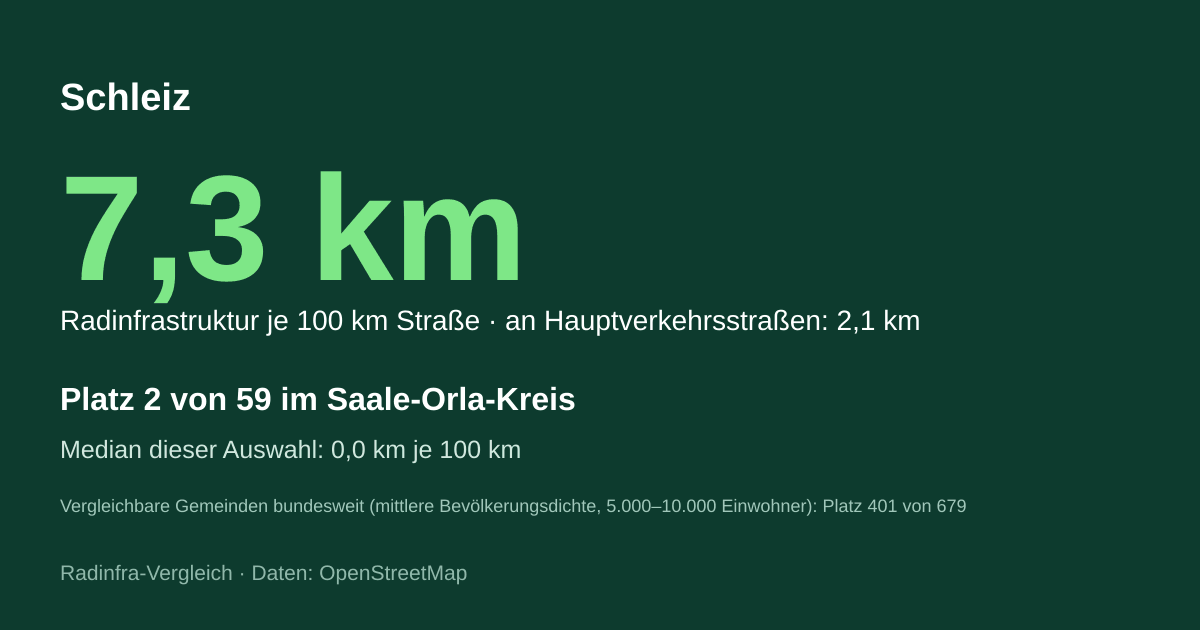 Schleiz
7,3 km
Radinfrastruktur je 100 km Straße · an Hauptverkehrsstraßen: 2,1 km
Platz 2 von 59 im Saale-Orla-Kreis
Median dieser Auswahl: 0,0 km je 100 km
Vergleichbare Gemeinden bundesweit (mittlere Bevölkerungsdichte, 5.000–10.000 Einwohner): Platz 401 von 679
Radinfra-Vergleich · Daten: OpenStreetMap